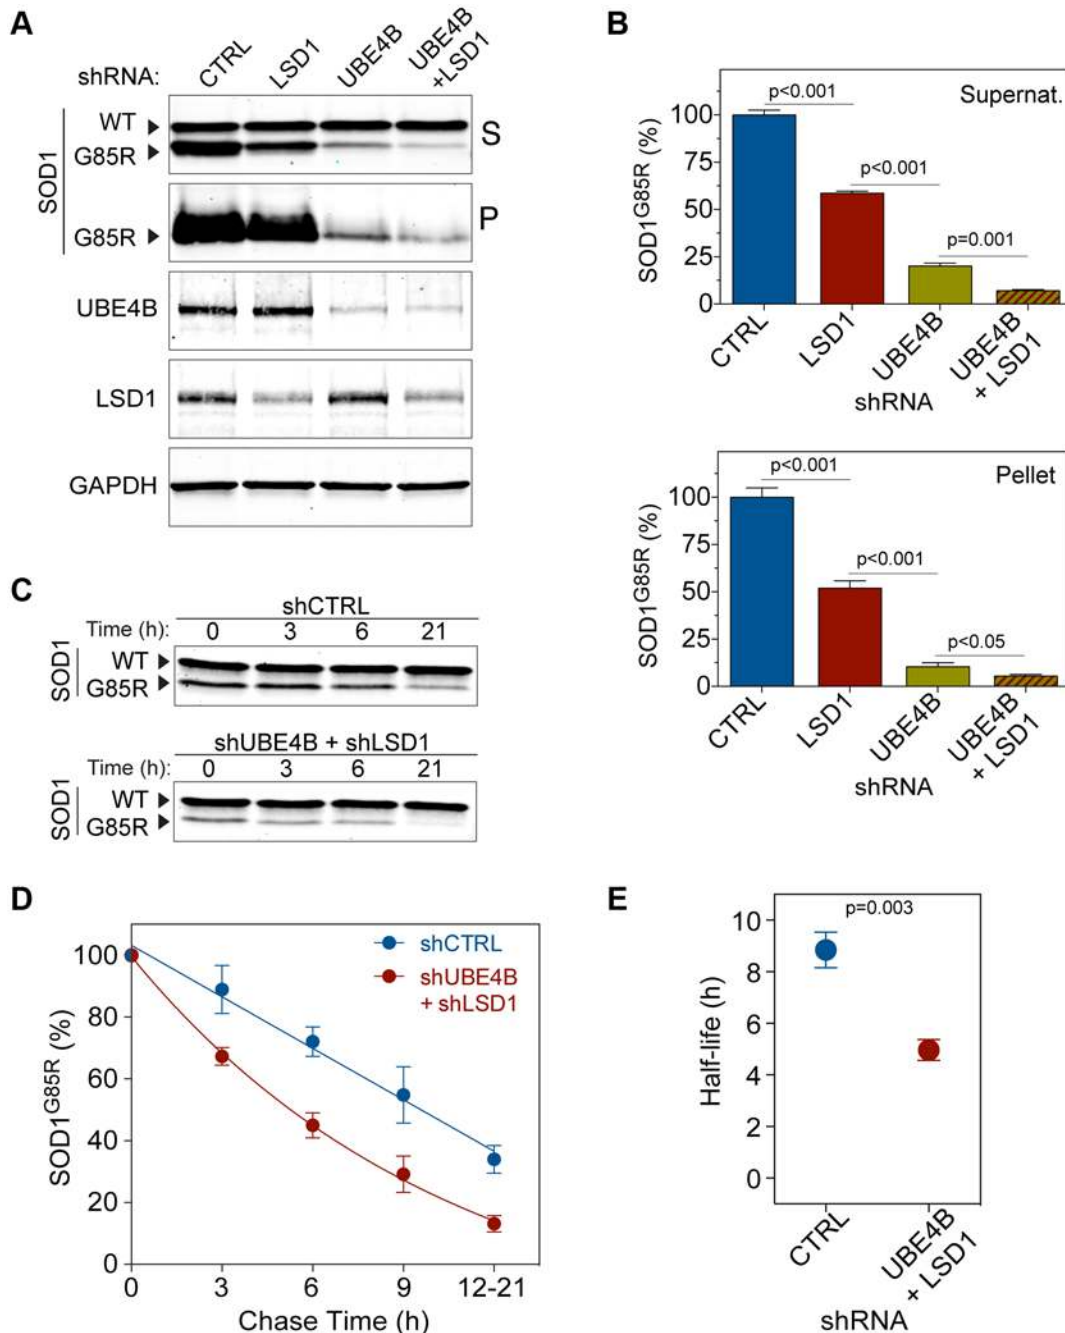 A
shRNA:
CTRL
LSD1
UBE4B
UBE4B
+LSD1
SOD1
WT
G85R
S
G85R
P
UBE4B
LSD1
GAPDH
B
Supernat.
SOD1G85R (%)
100
75
50
25
0
p<0.001
p<0.001
p=0.001
CTRL
LSD1
UBE4B
UBE4B
+ LSD1
shRNA
Pellet
SOD1G85R (%)
100
75
50
25
0
p<0.001
p<0.001
p<0.05
CTRL
LSD1
UBE4B
UBE4B
+ LSD1
shRNA
C
shCTRL
Time (h): 0 3 6 21
SOD1
WT
G85R
shUBE4B + shLSD1
Time (h): 0 3 6 21
SOD1
WT
G85R
D
SOD1G85R (%)
100
80
60
40
20
0
shCTRL
shUBE4B
+ shLSD1
0 3 6 9 12-21
Chase Time (h)
E
Half-life (h)
10
8
6
4
2
0
p=0.003
CTRL
UBE4B
+ LSD1
shRNA